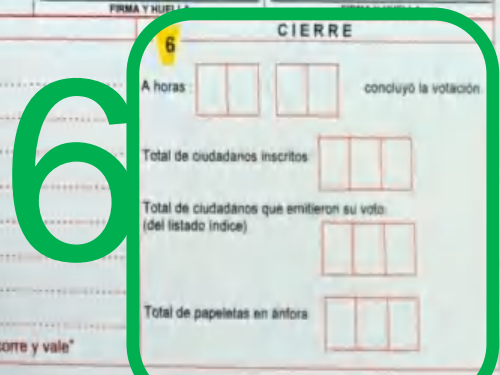 FIRMA Y HUELLA
CIERRE
6
6
A horas
concluyó la votación
Total de ciudadanos inscritos
Total de ciudadanos que emitieron su voto
(del listado índice)
Total de papeletas en ánfora
corre y vale"